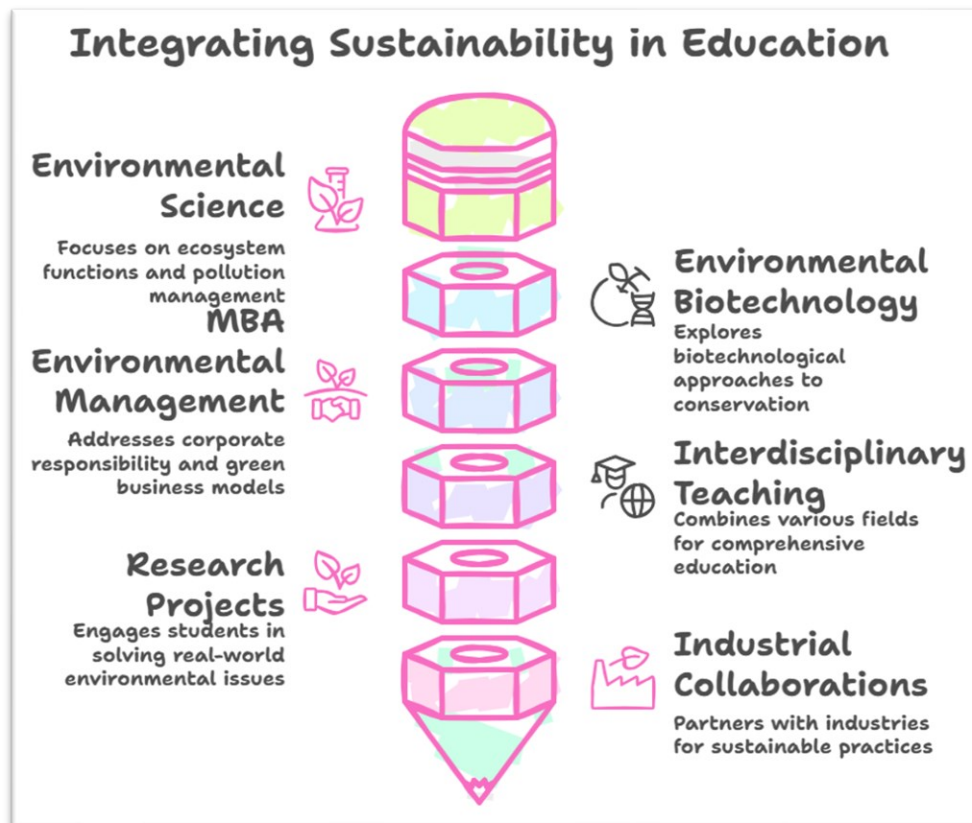 Integrating Sustainability in Education
Environmental
Science
Focuses on ecosystem
functions and pollution
management
Environmental
Biotechnology
Explores
biotechnological
approaches to
conservation
MBA
Environmental
Management
Addresses corporate
responsibility and green
business models
Interdisciplinary
Teaching
Combines various fields
for comprehensive
education
Research
Projects
Engages students in
solving real-world
environmental issues
Industrial
Collaborations
Partners with industries
for sustainable practices